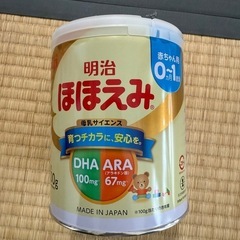 明治
ほほえみ
赤ちゃん用
0ヵ月
母乳サイエンス
育つチカラに、安心を。
DHA
100mg
ARA
(アラキドン酸)
67mg
MADE IN JAPAN